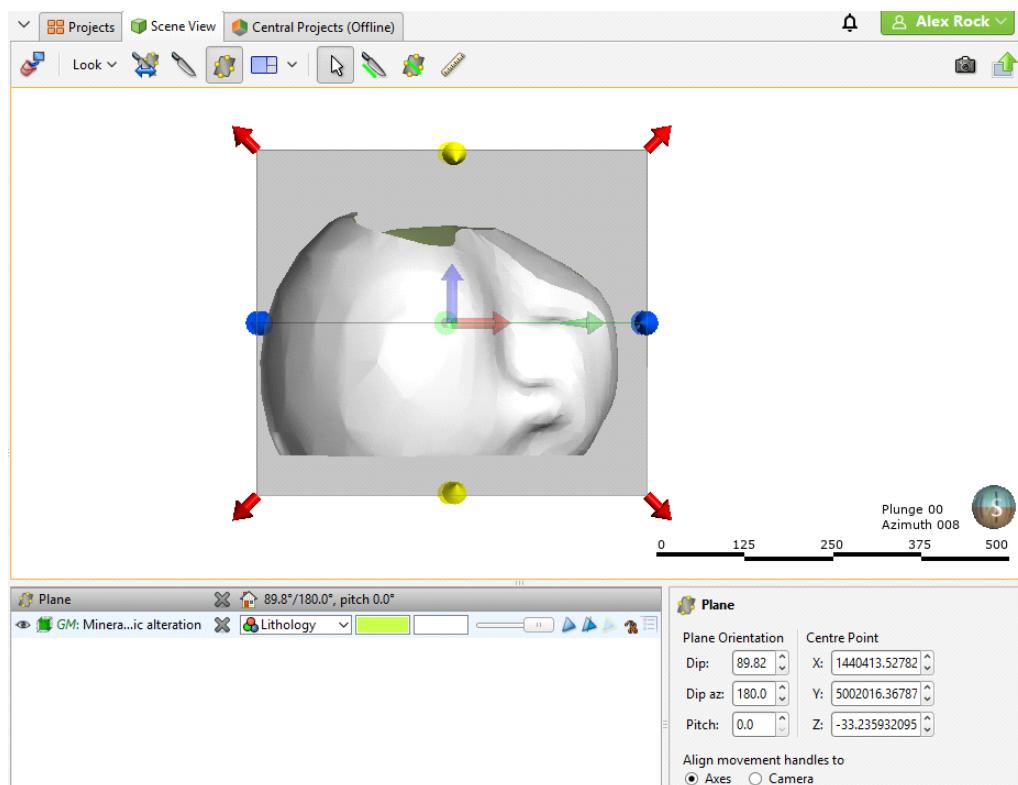 Projects Scene View Central Projects (Offline) Alex Rock
Look
S
Plunge 00
Azimuth 008
0 125 250 375 500
Plane 89.8°/180.0°, pitch 0.0°
GM: Minera...ic alteration Lithology
Plane
Plane Orientation Centre Point
Dip: 89.82 X: 1440413.52782
Dip az: 180.0 Y: 5002016.36787
Pitch: 0.0 Z: -33.235932095
Align movement handles to
Axes Camera